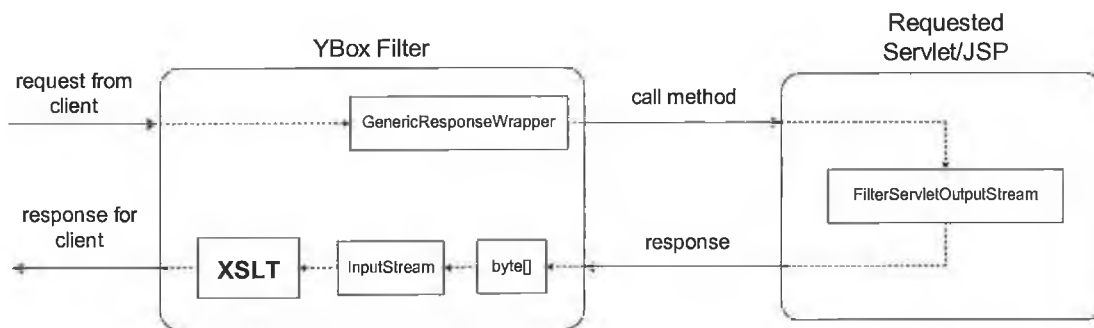 YBox Filter
Requested
Servlet/JSP
request from
client
GenericResponseWrapper
call method
FilterServletOutputStream
response for
client
XSLT
InputStream
byte[]
response